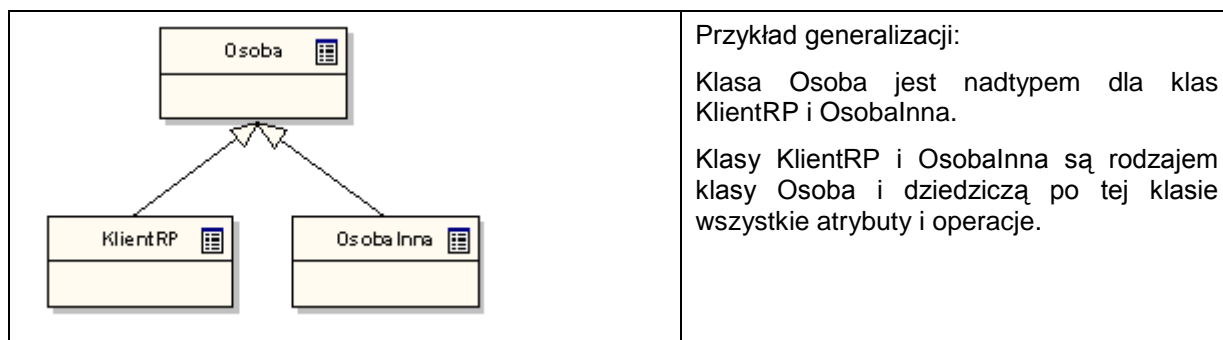 Osoba
KlientRP
OsobaInna
Przykład generalizacji:
Klasa Osoba jest nadtypem dla klas
KlientRP i OsobaInna.
Klasy KlientRP i OsobaInna są rodzajem
klasy Osoba i dziedziczą po tej klasie
wszystkie atrybuty i operacje.